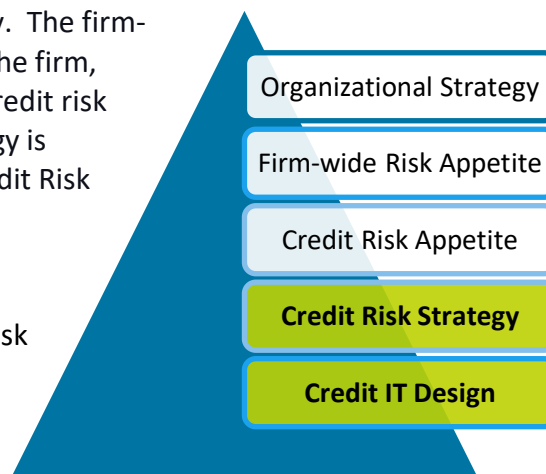 y. The firm-
he firm,
redit risk
gy is
dit Risk
sk
Organizational Strategy
Firm-wide Risk Appetite
Credit Risk Appetite
Credit Risk Strategy
Credit IT Design